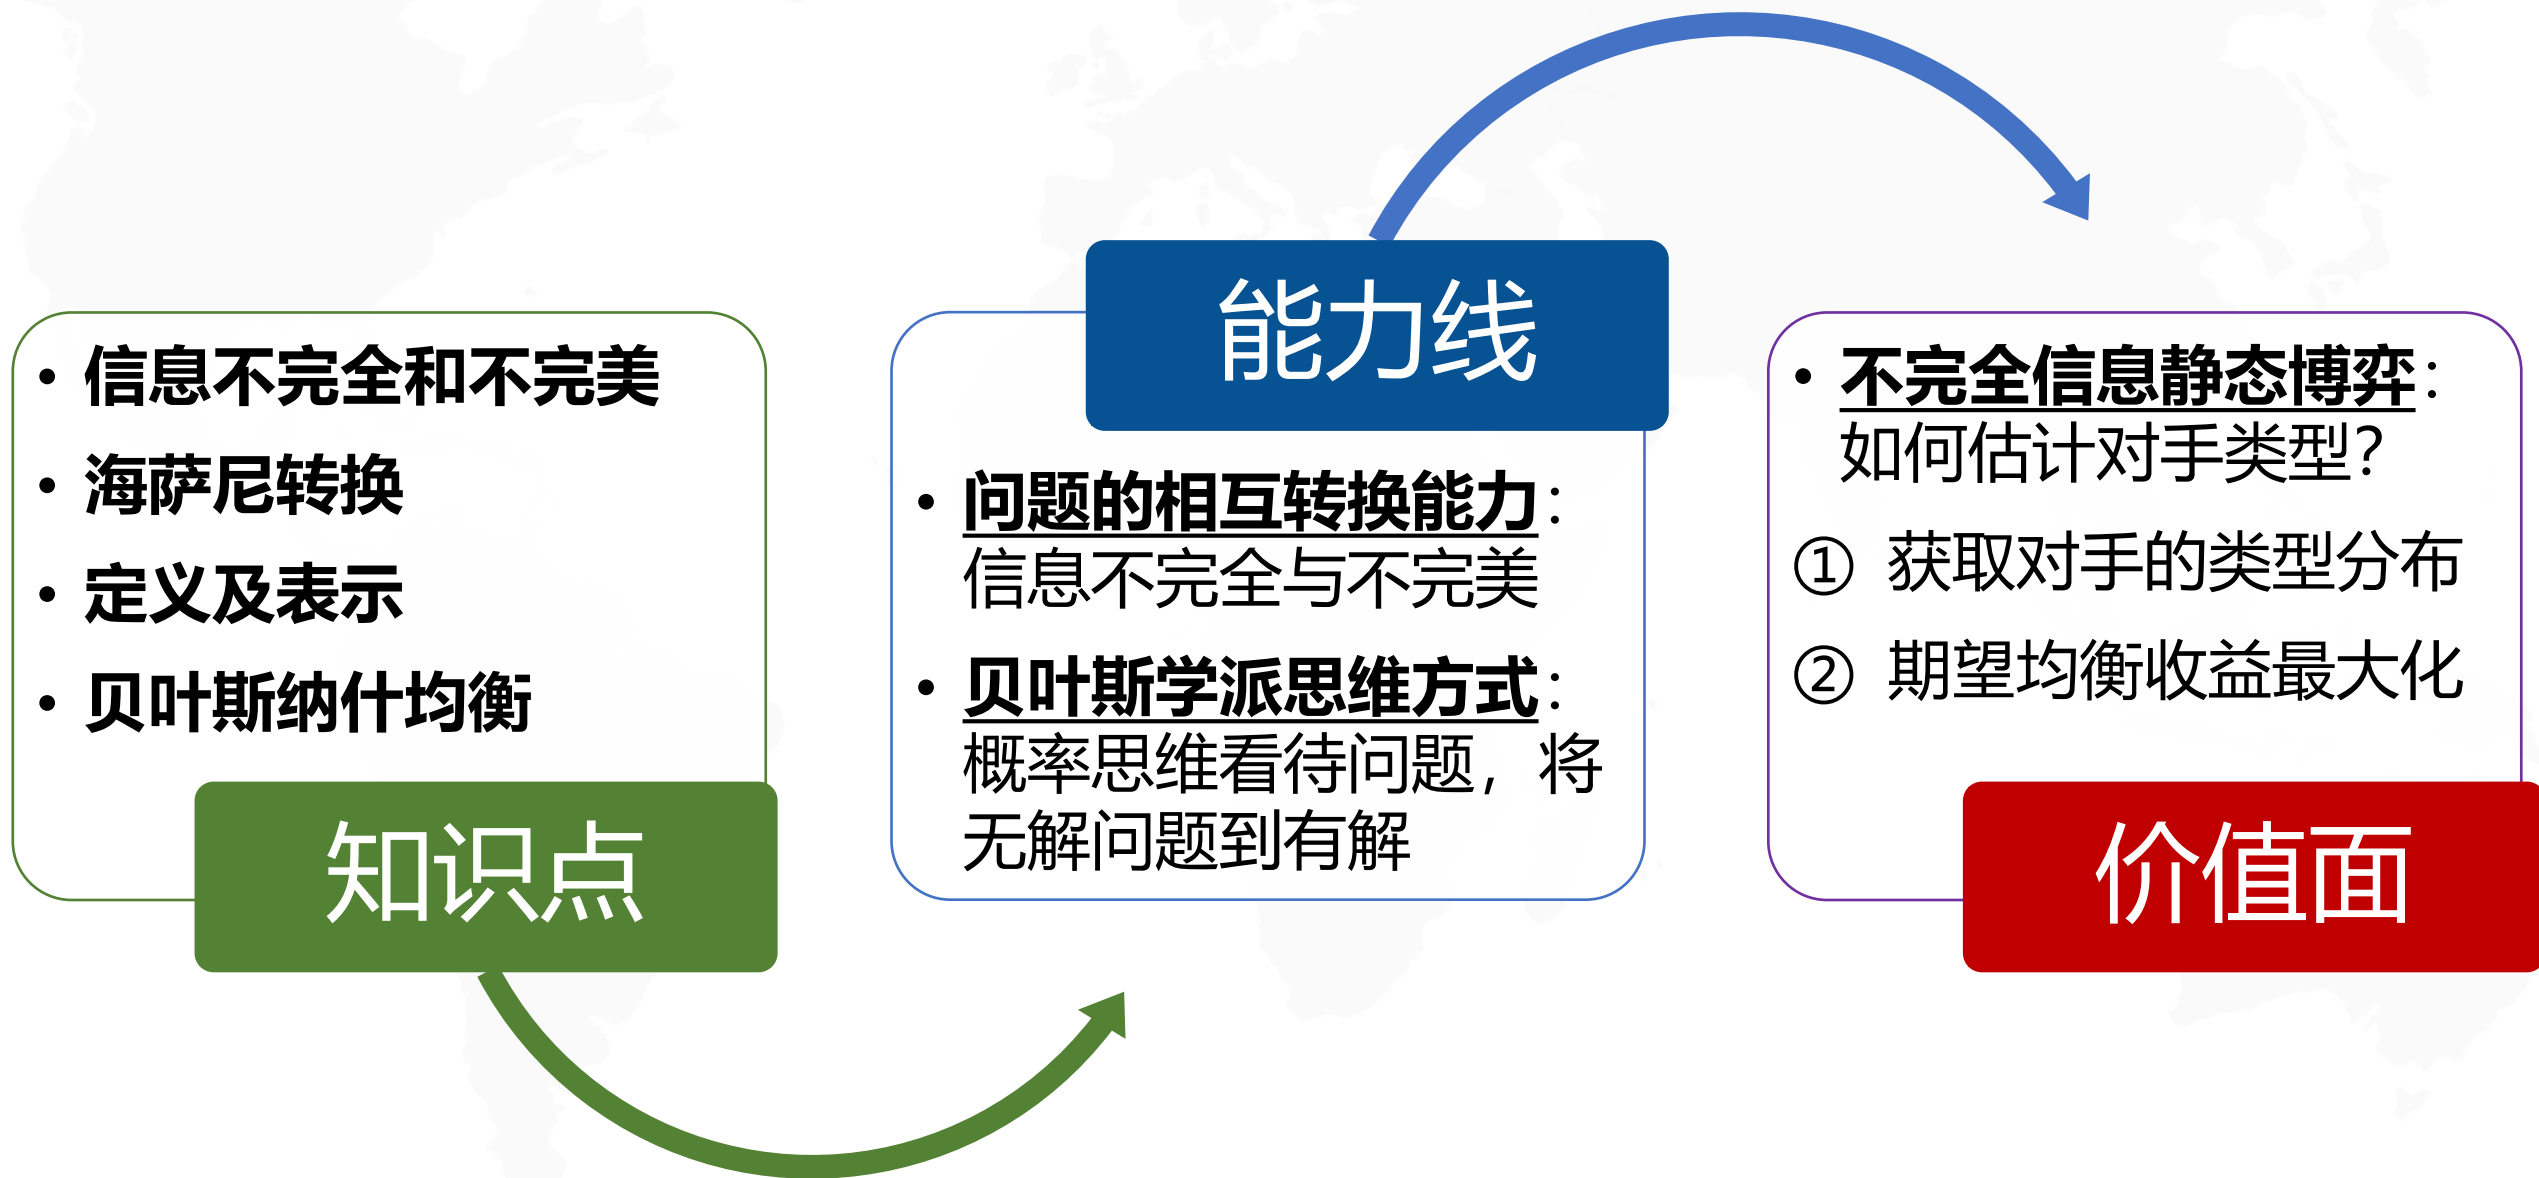 • 信息不完全和不完美
• 海萨尼转换
• 定义及表示
• 贝叶斯纳什均衡
知识点
能力线
• 问题的相互转换能力：
信息不完全与不完美
• 贝叶斯学派思维方式：
概率思维看待问题，将
无解问题到有解
• 不完全信息静态博弈：
如何估计对手类型？
① 获取对手的类型分布
② 期望均衡收益最大化
价值面